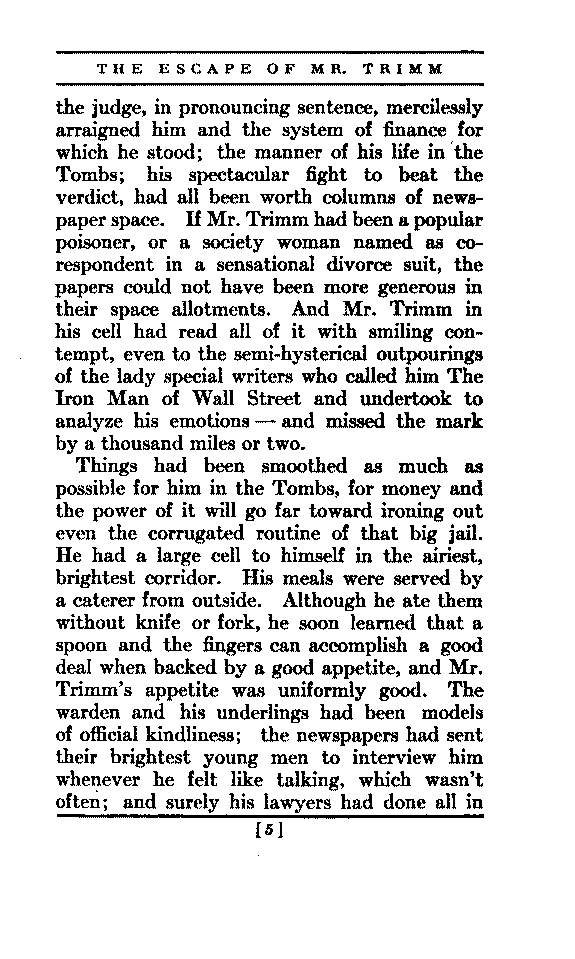 THE ESCAPE OF MR. TRIMM
the judge, in pronouncing sentence, mercilessly
arraigned him and the system of finance for
which he stood; the manner of his life in the
Tombs; his spectacular fight to beat the
verdict, had all been worth columns of news-
paper space. If Mr. Trimm had been a popular
poisoner, or a society woman named as co-
respondent in a sensational divorce suit, the
papers could not have been more generous in
their space allotments. And Mr. Trimm in
his cell had read all of it with smiling con-
tempt, even to the semi-hysterical outpourings
of the lady special writers who called him The
Iron Man of Wall Street and undertook to
analyze his emotions — and missed the mark
by a thousand miles or two.
Things had been smoothed as much as
possible for him in the Tombs, for money and
the power of it will go far toward ironing out
even the corrugated routine of that big jail.
He had a large cell to himself in the airiest,
brightest corridor. His meals were served by
a caterer from outside. Although he ate them
without knife or fork, he soon learned that a
spoon and the fingers can accomplish a good
deal when backed by a good appetite, and Mr.
Trimm's appetite was uniformly good. The
warden and his underlings had been models
of official kindliness; the newspapers had sent
their brightest young men to interview him
whenever he felt like talking, which wasn't
often; and surely his lawyers had done all in
[5]